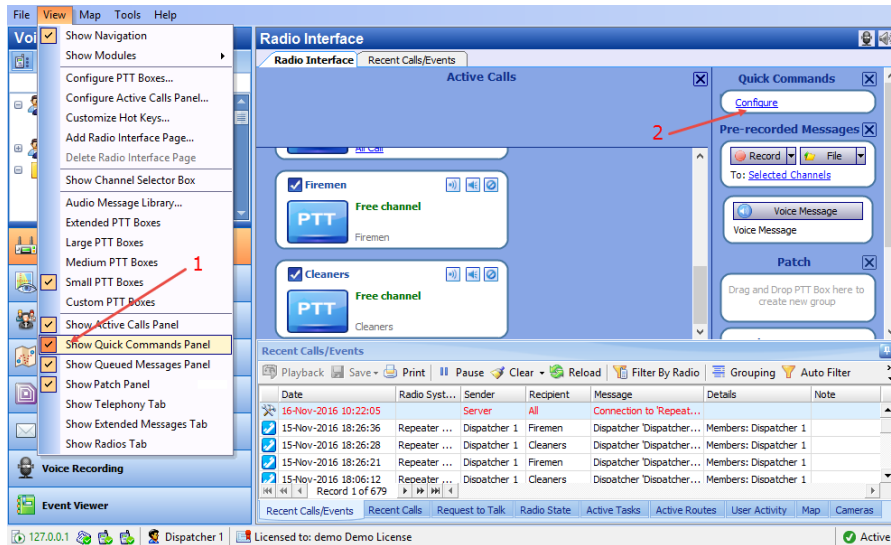 File View Map Tools Help
Voi
Show Navigation
Show Modules
Configure PTT Boxes...
Configure Active Calls Panel...
Customize Hot Keys...
Add Radio Interface Page...
Delete Radio Interface Page
Show Channel Selector Box
Audio Message Library...
Extended PTT Boxes
Large PTT Boxes
Medium PTT Boxes
Small PTT Boxes
Custom PTT Boxes
Show Active Calls Panel
Show Quick Commands Panel
Show Queued Messages Panel
Show Patch Panel
Show Telephony Tab
Show Extended Messages Tab
Show Radios Tab
1
Voice Recording
Event Viewer
Radio Interface
Radio Interface Recent Calls/Events
Active Calls
All Call
Firemen
PTT
Free channel
Firemen
Cleaners
PTT
Free channel
Cleaners
Quick Commands
Configure
2
Pre-recorded Messages
Record File
To: Selected Channels
Voice Message
Voice Message
Patch
Drag and Drop PTT Box here to
create new group
Recent Calls/Events
Playback Save Print Pause Clear Reload Filter By Radio Grouping Auto Filter
Date Radio Syst... Sender Recipient Message Details Note
16-Nov-2016 10:22:05 Server All Connection to 'Repeat...
15-Nov-2016 18:26:36 Repeater ... Dispatcher 1 Firemen Dispatcher 'Dispatcher... Members: Dispatcher 1
15-Nov-2016 18:26:28 Repeater ... Dispatcher 1 Cleaners Dispatcher 'Dispatcher... Members: Dispatcher 1
15-Nov-2016 18:26:21 Repeater ... Dispatcher 1 Firemen Dispatcher 'Dispatcher... Members: Dispatcher 1
15-Nov-2016 18:06:12 Repeater ... Dispatcher 1 Cleaners Dispatcher 'Dispatcher... Members: Dispatcher 1
Record 1 of 679
Recent Calls/Events Recent Calls Request to Talk Radio State Active Tasks Active Routes User Activity Map Cameras
127.0.0.1 Dispatcher 1 Licensed to: demo Demo License Active